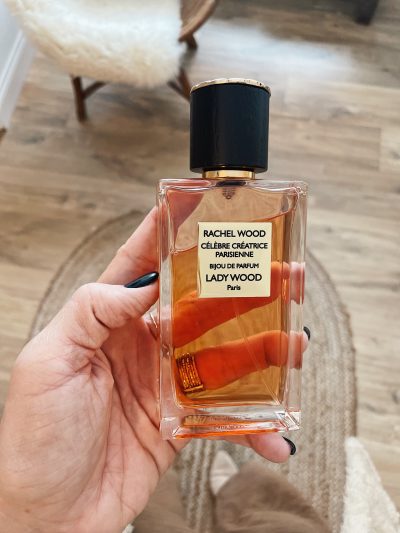 RACHEL WOOD
CÉLÈBRE CRÉATRICE
PARISIENNE
BIJOU DE PARFUM
LADY WOOD
Paris